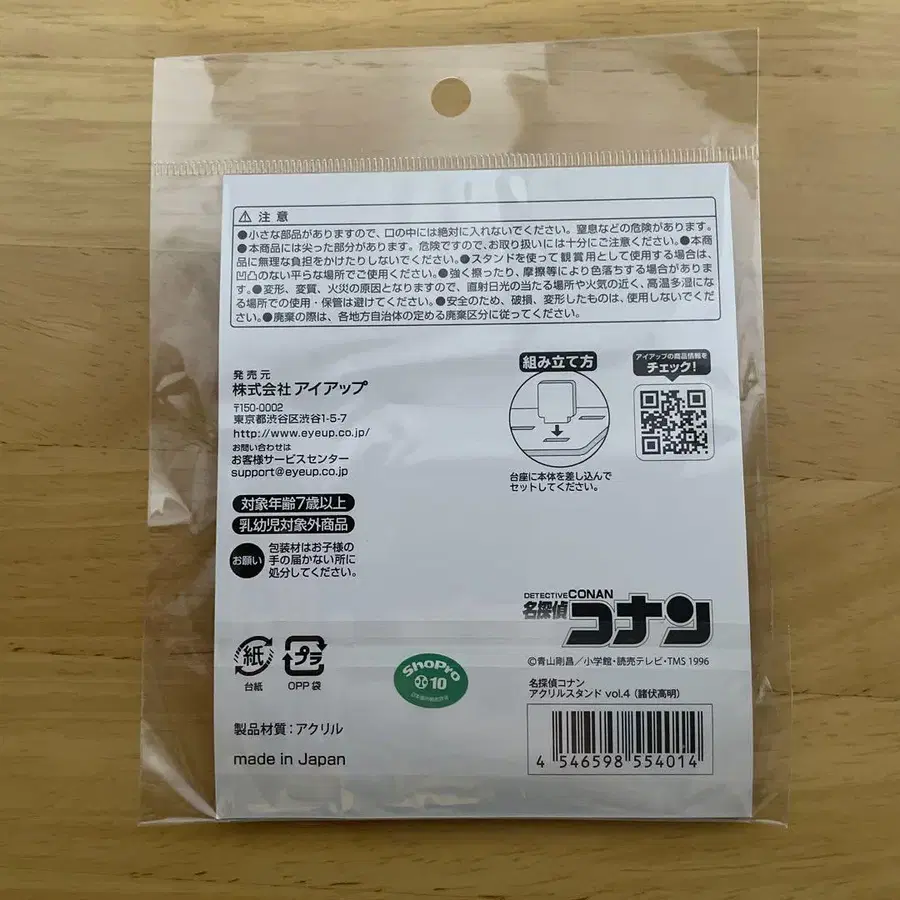 注意
●小さな部品がありますので、口の中には絶対に入れないでください。窒息などの危険があります。
●本商品には尖った部分があります。危険ですので、お取り扱いには十分にご注意ください。●本商
品に無理な負担をかけたりしないでください。●スタンドを使って観賞用として使用する場合は、
凹凸のない平らな場所でご使用ください。●強く擦ったり、摩擦等により色落ちする場合がありま
す。●変形、変質、火災の原因となりますので、直射日光の当たる場所や火気の近く、高温多湿にな
る場所での使用・保管は避けてください。●安全のため、破損、変形したものは、使用しないでくだ
さい。●廃棄の際は、各地方自治体の定める廃棄区分に従ってください。
発売元
株式会社 アイアップ
〒150-0002
東京都渋谷区渋谷1-5-7
http://www.eyeup.co.jp/
お問い合わせは
お客様サービスセンター
support@eyeup.co.jp
対象年齢7歳以上
乳幼児対象外商品
お願い
包装材はお子様の
手の届かない所に
処分してください。
組み立て方
台座に本体を差し込んで
セットしてください。
アイアップの商品情報を
チェック!
紙
台紙
プラ
OPP 袋
ShoPro
10
製品材質:アクリル
made in Japan
DETECTIVE CONAN
名探偵コナン
©青山剛昌/小学館・読売テレビ・TMS 1996
名探偵コナン
アクリルスタンド vol.4 (諸伏高明)
4 546598 554014